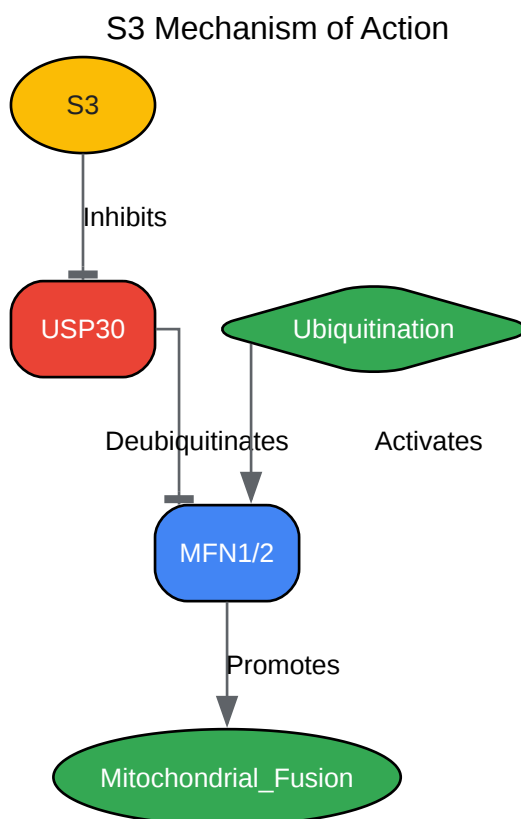 S3 Mechanism of Action
S3
Inhibits
USP30
Ubiquitination
Deubiquitinates
Activates
MFN1/2
Promotes
Mitochondrial_Fusion